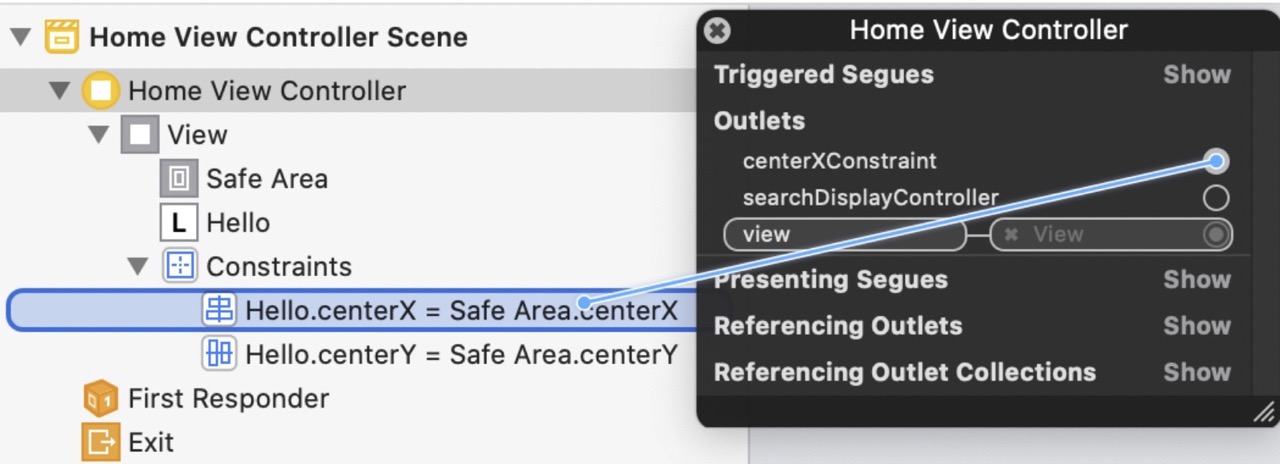 Home View Controller Scene
Home View Controller
View
Safe Area
L Hello
Constraints
Hello.centerX = Safe Area.centerX
Hello.centerY = Safe Area.centerY
First Responder
Exit
Home View Controller
Triggered Segues Show
Outlets
centerXConstraint
searchDisplayController
view View
Presenting Segues Show
Referencing Outlets Show
Referencing Outlet Collections Show